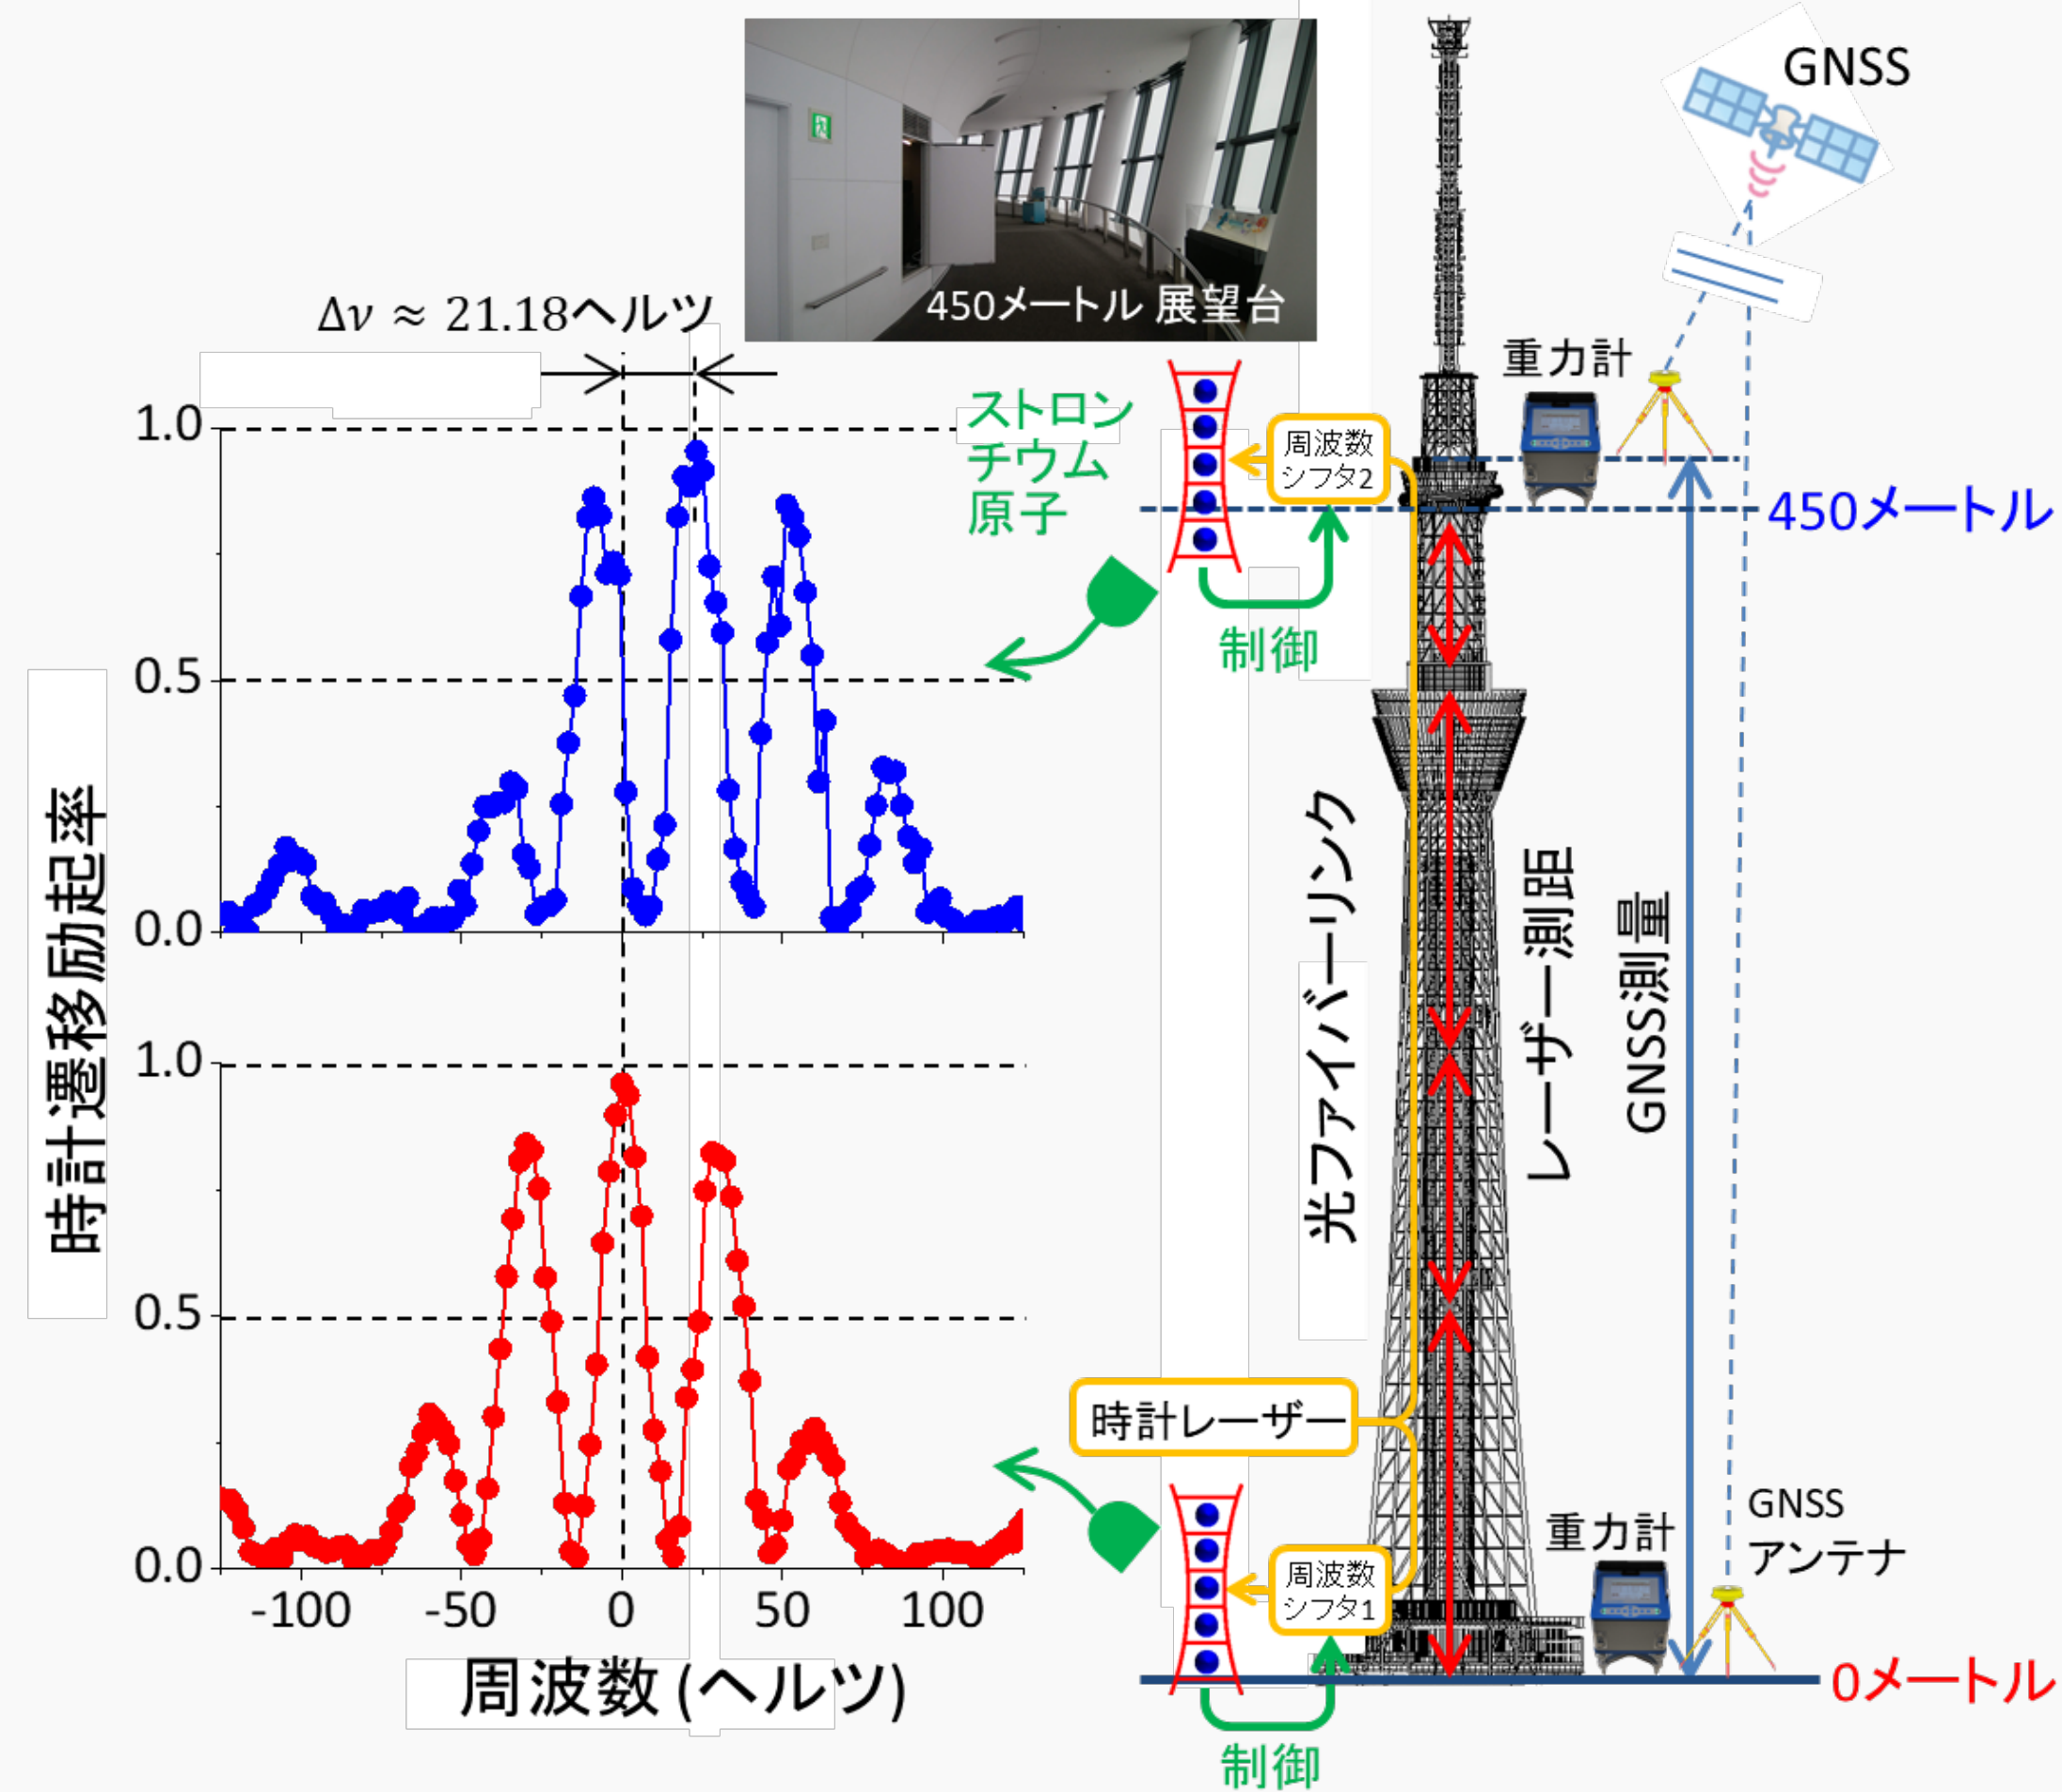 GNSS
450メートル 展望台
Δν ≈ 21.18ヘルツ
重力計
1.0
ストロン
チウム
原子
周波数
シフタ2
450メートル
制御
0.5
0.0
時計遷移励起率
光ファイバーリンク
レーザー測距
GNSS測量
1.0
0.5
時計レーザー
0.0
周波数
シフタ1
重力計
GNSS
アンテナ
-100
-50
0
50
100
周波数 (ヘルツ)
0メートル
制御